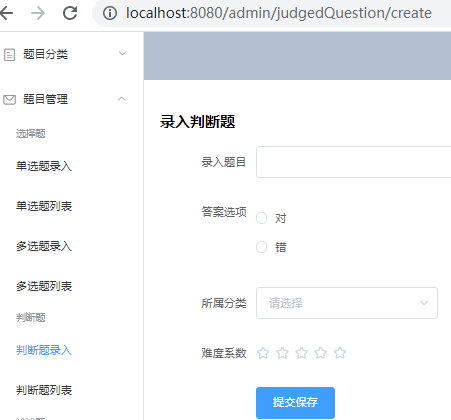 localhost:8080/admin/judgedQuestion/create
题目分类
题目管理
选择题
单选题录入
单选题列表
多选题录入
多选题列表
判断题
判断题录入
判断题列表
录入判断题
录入题目
答案选项
对
错
所属分类
请选择
难度系数
提交保存